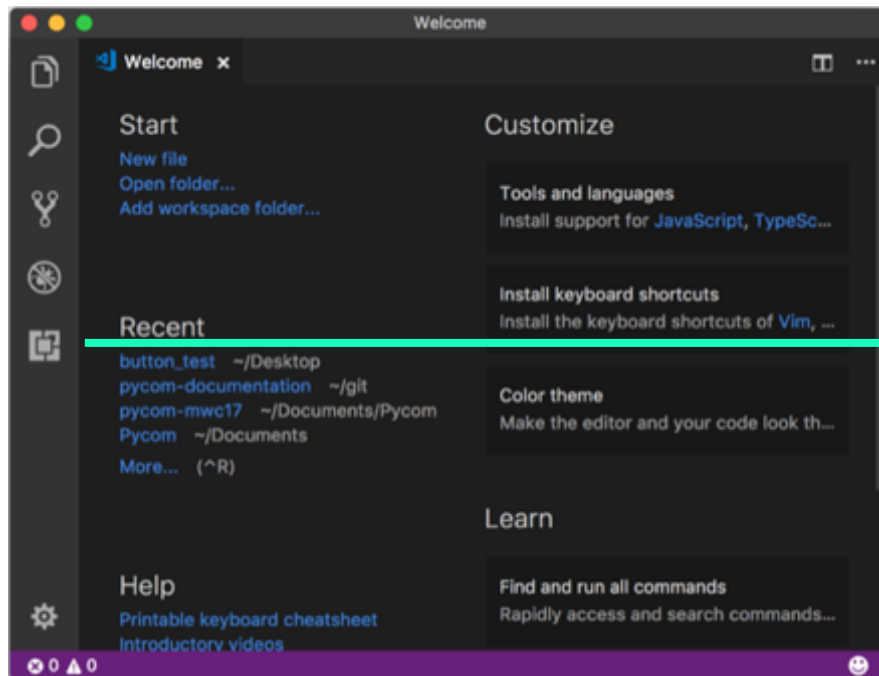 Welcome
Welcome
Start
New file
Open folder...
Add workspace folder...
Recent
button_test ~/Desktop
pycom-documentation ~/git
pycom-mwc17 ~/Documents/Pycom
Pycom ~/Documents
More... (^R)
Help
Printable keyboard cheatsheet
Introductory videos
Customize
Tools and languages
Install support for JavaScript, TypeSc...
Install keyboard shortcuts
Install the keyboard shortcuts of Vim, ...
Color theme
Make the editor and your code look th...
Learn
Find and run all commands
Rapidly access and search commands...
0 0